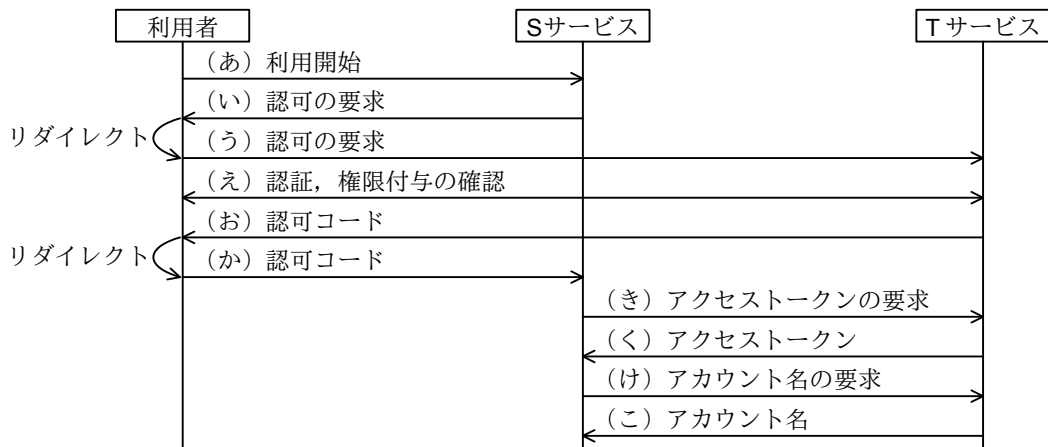 利用者
Sサービス
Tサービス
（あ）利用開始
（い）認可の要求
リダイレクト
（う）認可の要求
（え）認証，権限付与の確認
（お）認可コード
リダイレクト
（か）認可コード
（き）アクセストークンの要求
（く）アクセストークン
（け）アカウント名の要求
（こ）アカウント名